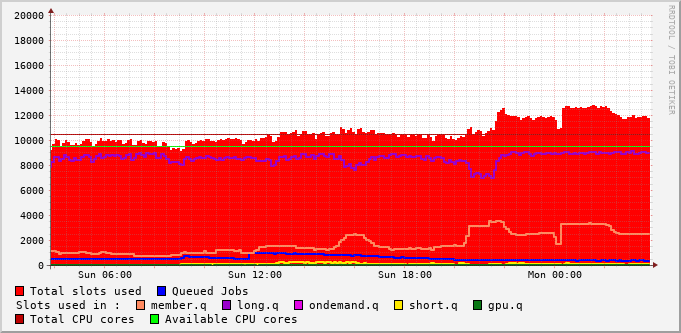 20000
18000
16000
14000
12000
10000
8000
6000
4000
2000
0
Sun 06:00 Sun 12:00 Sun 18:00 Mon 00:00
RRDTOOL / TOBI OETIKER
Total slots used Queued Jobs
Slots used in : member.q long.q ondemand.q short.q gpu.q
Total CPU cores Available CPU cores